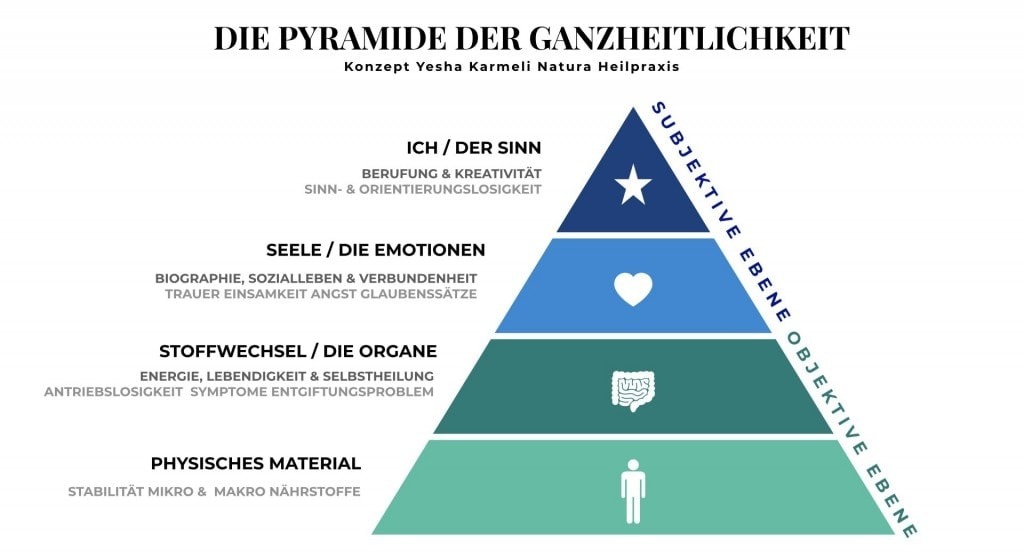 DIE PYRAMIDE DER GANZHEITLICHKEIT
Konzept Yesha Karmeli Natura Heilpraxis
ICH / DER SINN
BERUFUNG & KREATIVITÄT
SINN- & ORIENTIERUNGSLOSIGKEIT
SEELE / DIE EMOTIONEN
BIOGRAPHIE, SOZIALLEBEN & VERBUNDENHEIT
TRAUER EINSAMKEIT ANGST GLAUBENSSÄTZE
STOFFWECHSEL / DIE ORGANE
ENERGIE, LEBENDIGKEIT & SELBSTHEILUNG
ANTRIEBSLOSIGKEIT SYMPTOME ENTGIFTUNGSPROBLEM
PHYSISCHES MATERIAL
STABILITÄT MIKRO & MAKRO NÄHRSTOFFE
SUBJEKTIVE EBENE
OBJEKTIVE EBENE